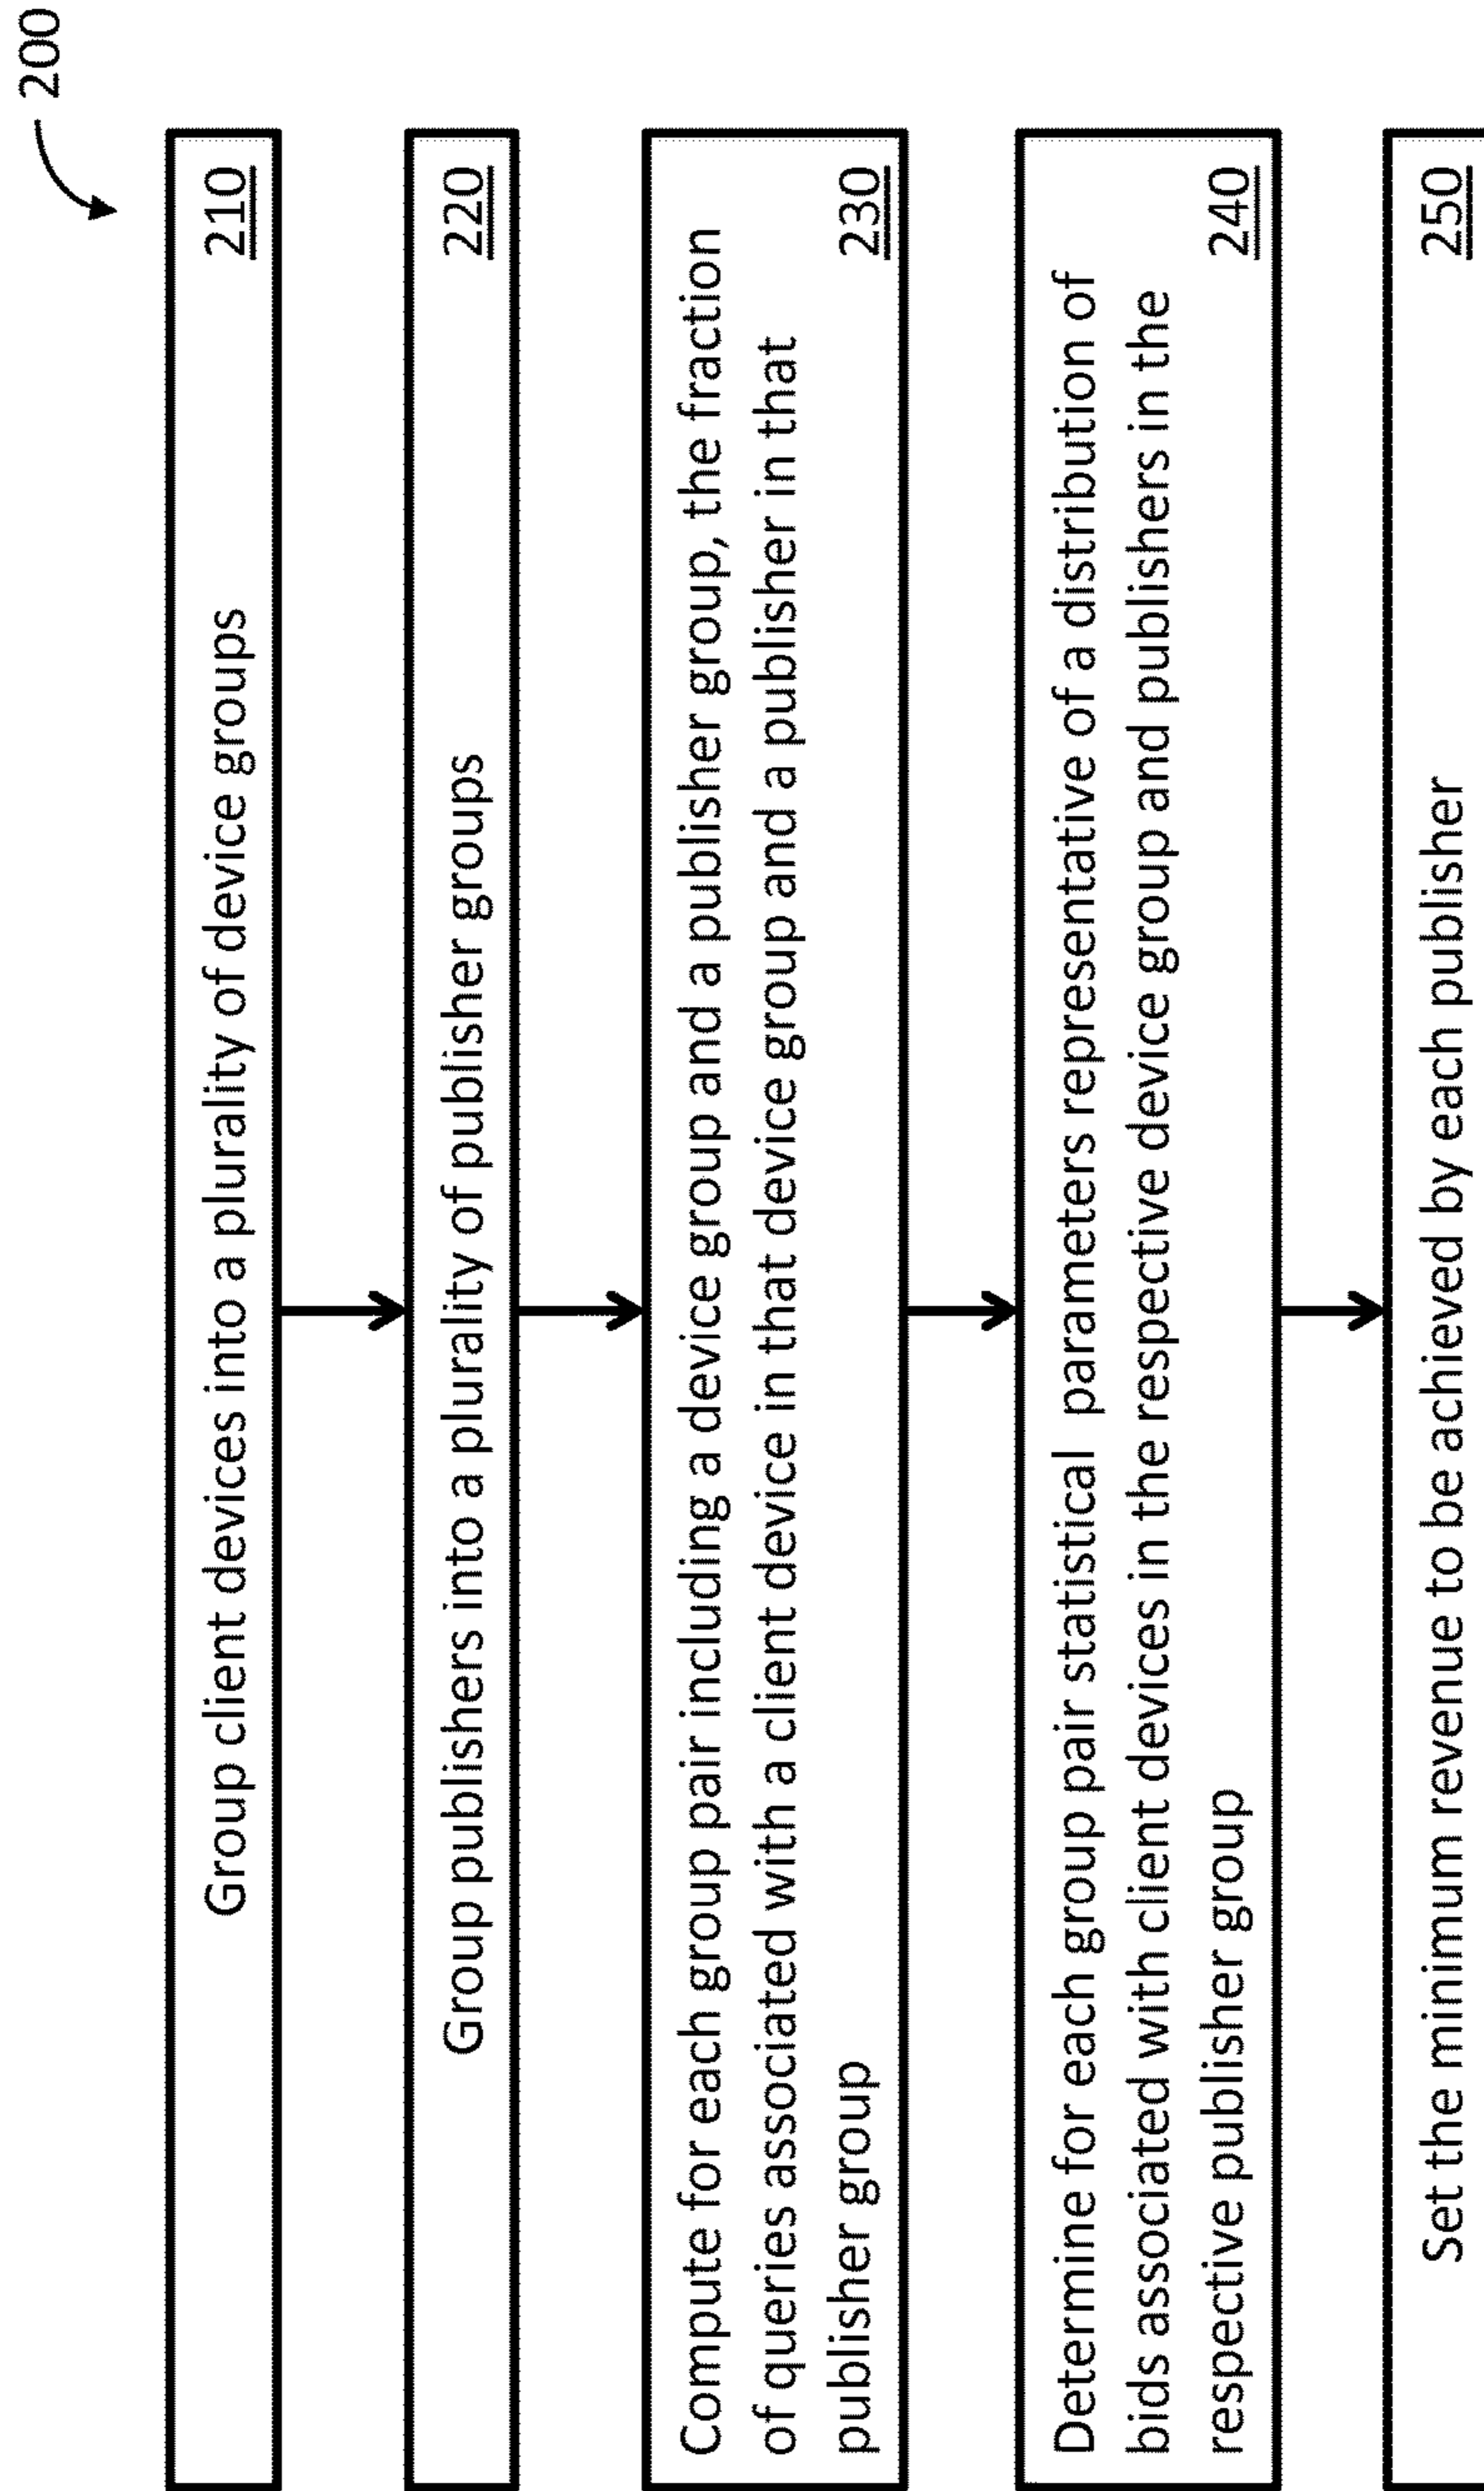 200
Group client devices into a plurality of device groups
210
Group publishers into a plurality of publisher groups
220
Compute for each group pair including a device group and a publisher group, the fraction
of queries associated with a client device in that device group and a publisher in that
publisher group
230
Determine for each group pair statistical parameters representative of a distribution of
bids associated with client devices in the respective device group and publishers in the
respective publisher group
240
Set the minimum revenue to be achieved by each publisher
250